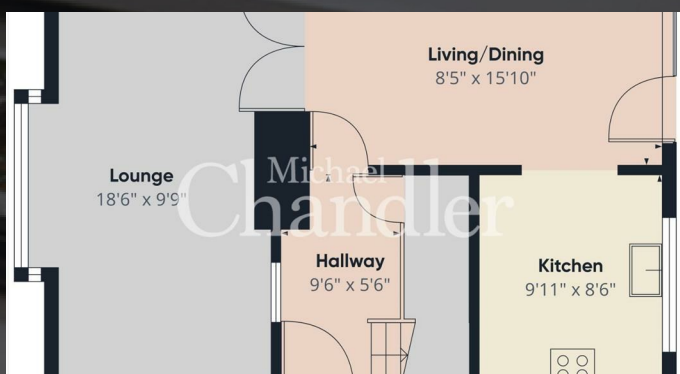 Living/Dining
8'5" x 15'10"
Lounge
18'6" x 9'9"
Michael
Chandler
Hallway
9'6" x 5'6"
Kitchen
9'11" x 8'6"